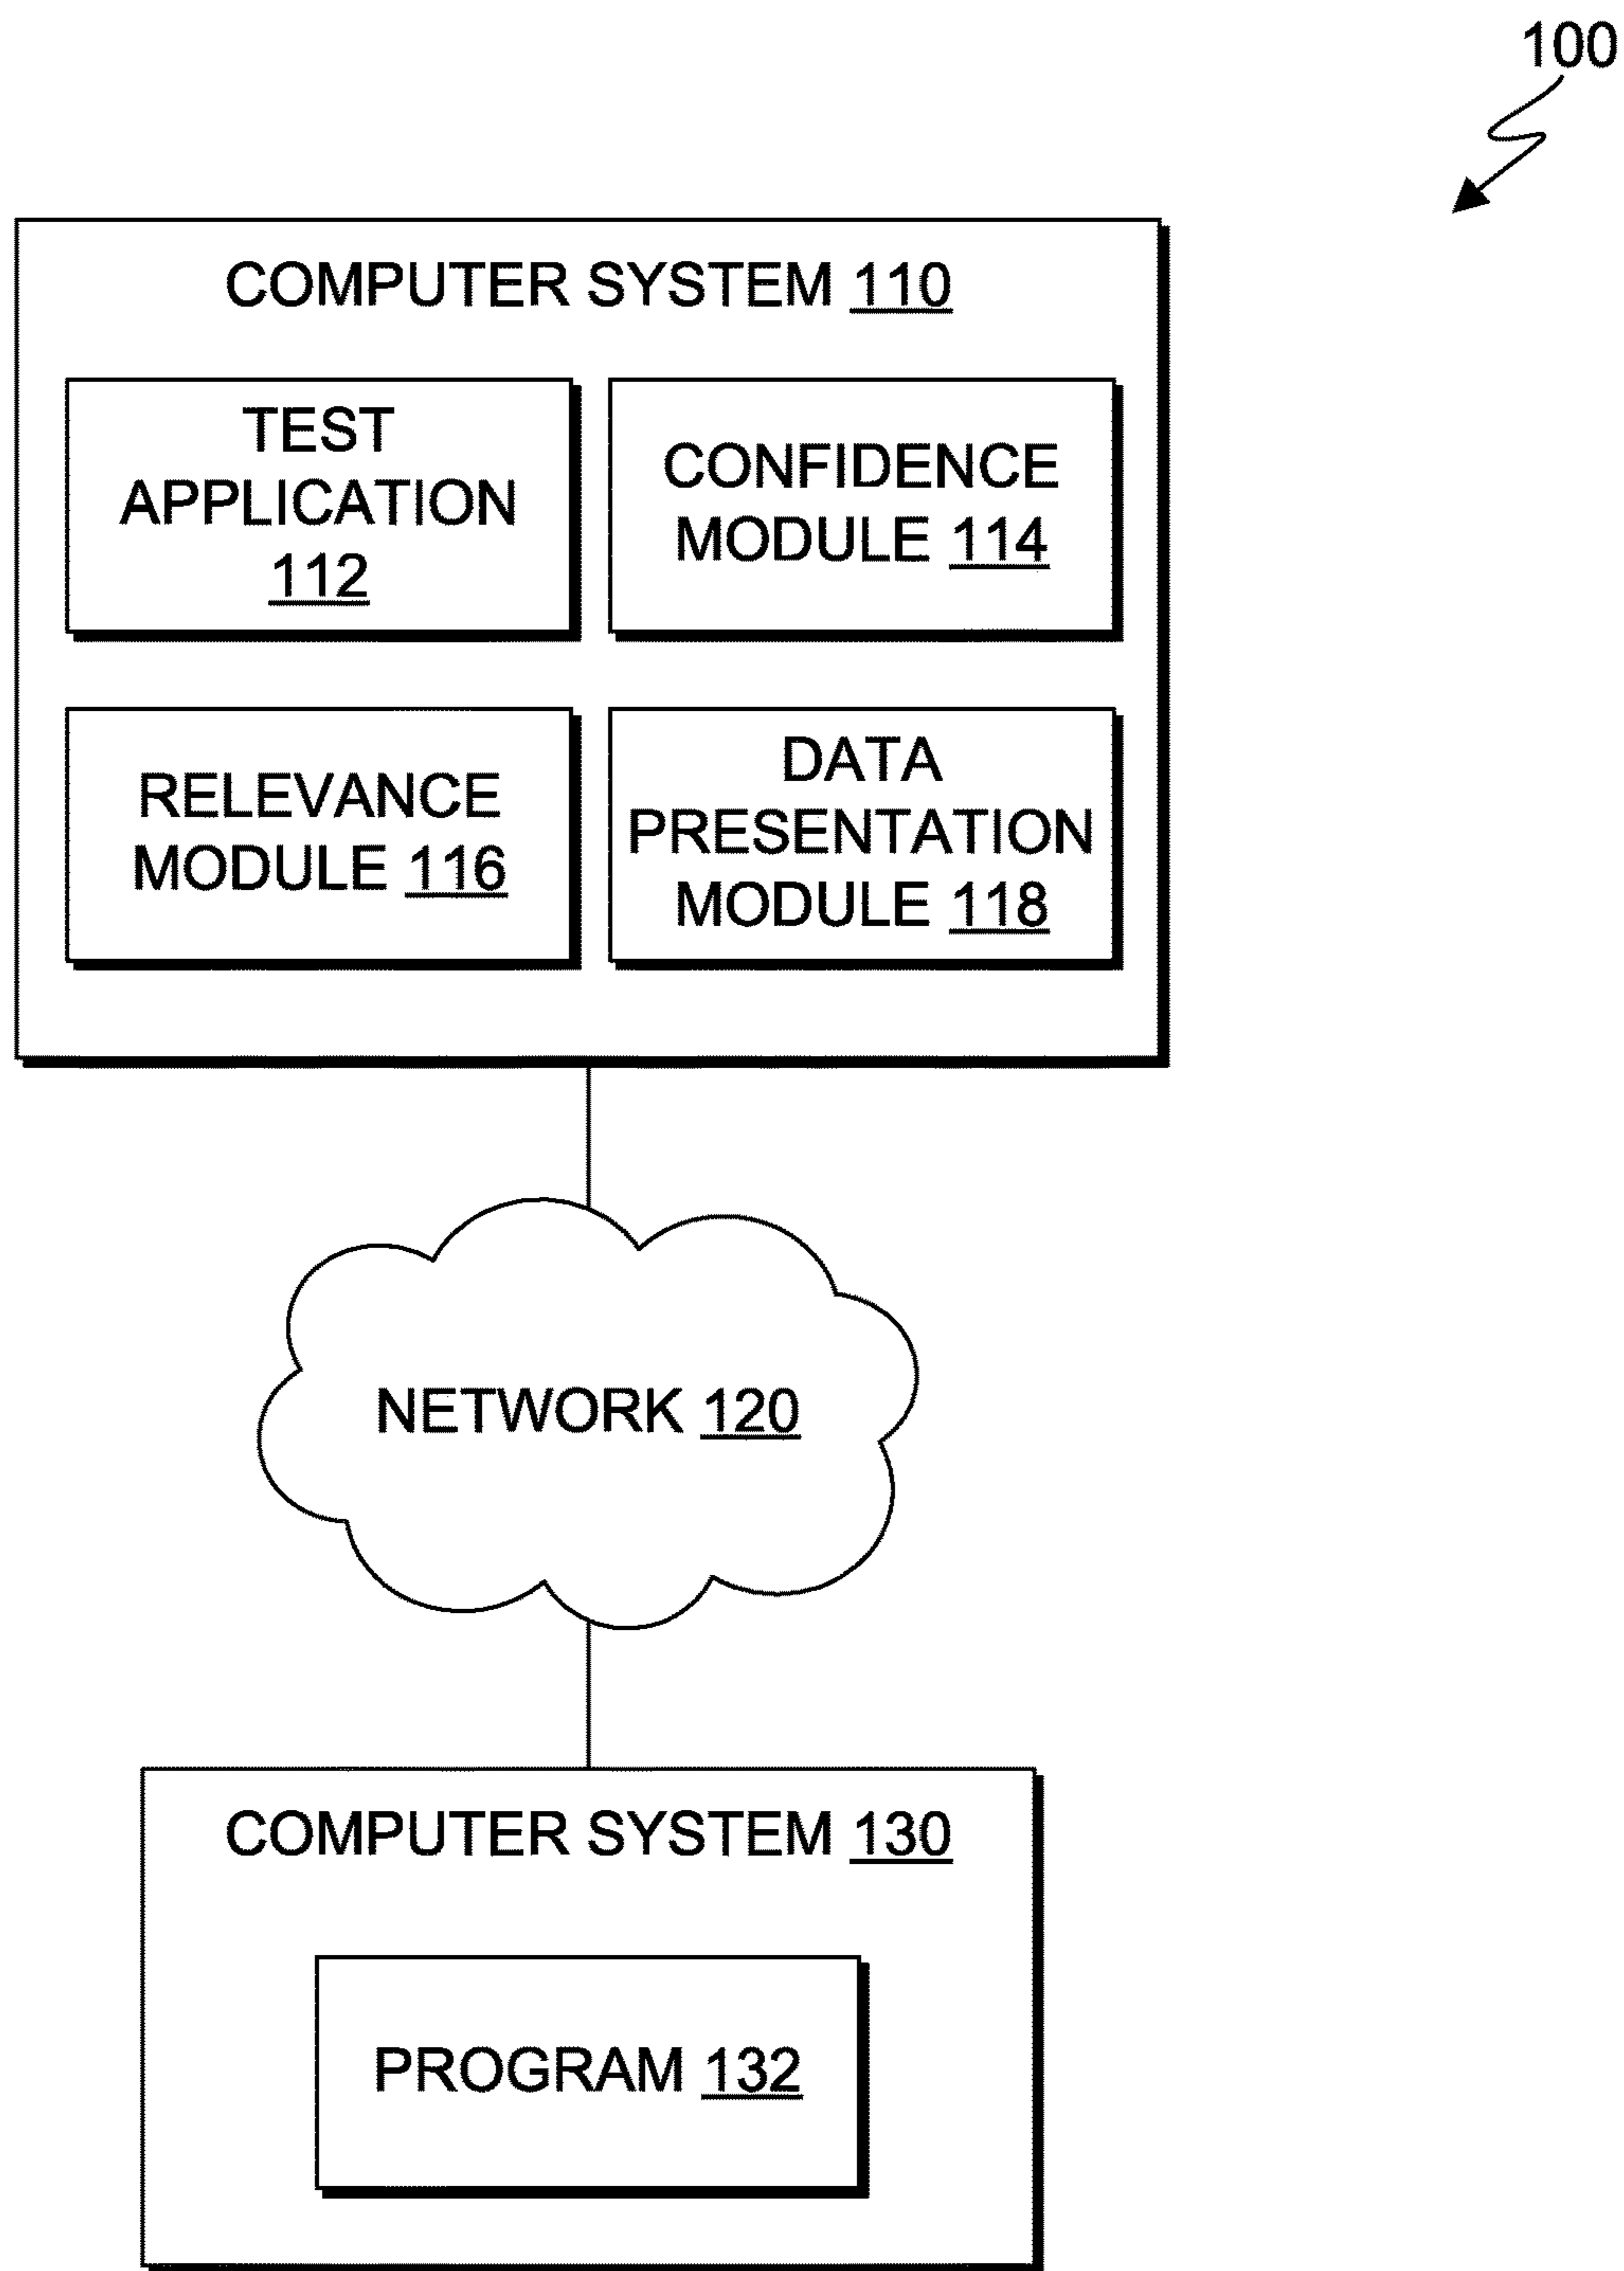 100
COMPUTER SYSTEM 110
TEST
APPLICATION
112
CONFIDENCE
MODULE 114
RELEVANCE
MODULE 116
DATA
PRESENTATION
MODULE 118
NETWORK 120
COMPUTER SYSTEM 130
PROGRAM 132